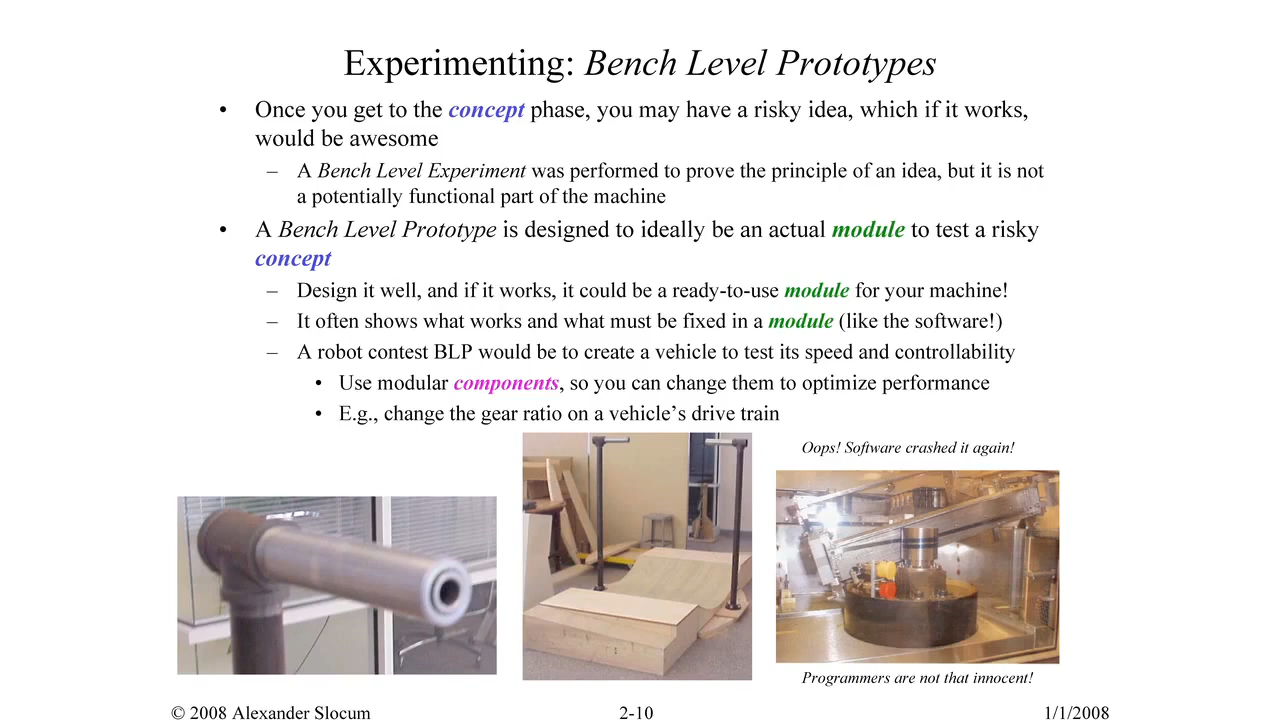 Experimenting: Bench Level Prototypes
• Once you get to the concept phase, you may have a risky idea, which if it works,
would be awesome
– A Bench Level Experiment was performed to prove the principle of an idea, but it is not
a potentially functional part of the machine
• A Bench Level Prototype is designed to ideally be an actual module to test a risky
concept
– Design it well, and if it works, it could be a ready-to-use module for your machine!
– It often shows what works and what must be fixed in a module (like the software!)
– A robot contest BLP would be to create a vehicle to test its speed and controllability
• Use modular components, so you can change them to optimize performance
• E.g., change the gear ratio on a vehicle’s drive train
Oops! Software crashed it again!
Programmers are not that innocent!
© 2008 Alexander Slocum
2-10
1/1/2008